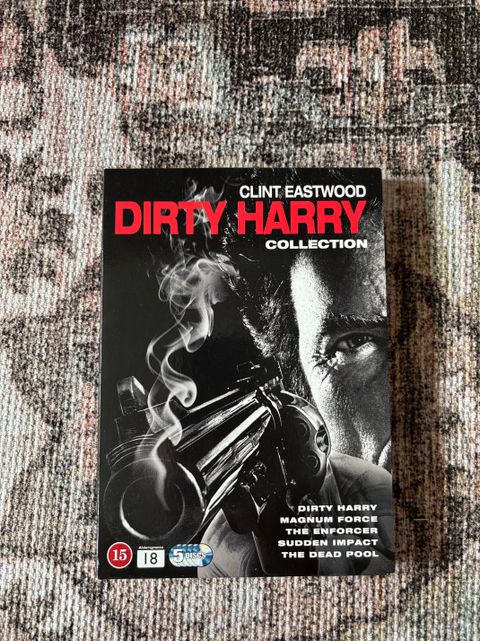 CLINT EASTWOOD
DIRTY HARRY
COLLECTION
DIRTY HARRY
MAGNUM FORCE
THE ENFORCER
SUDDEN IMPACT
THE DEAD POOL
15
Aldersgrense
18
5 DISCS